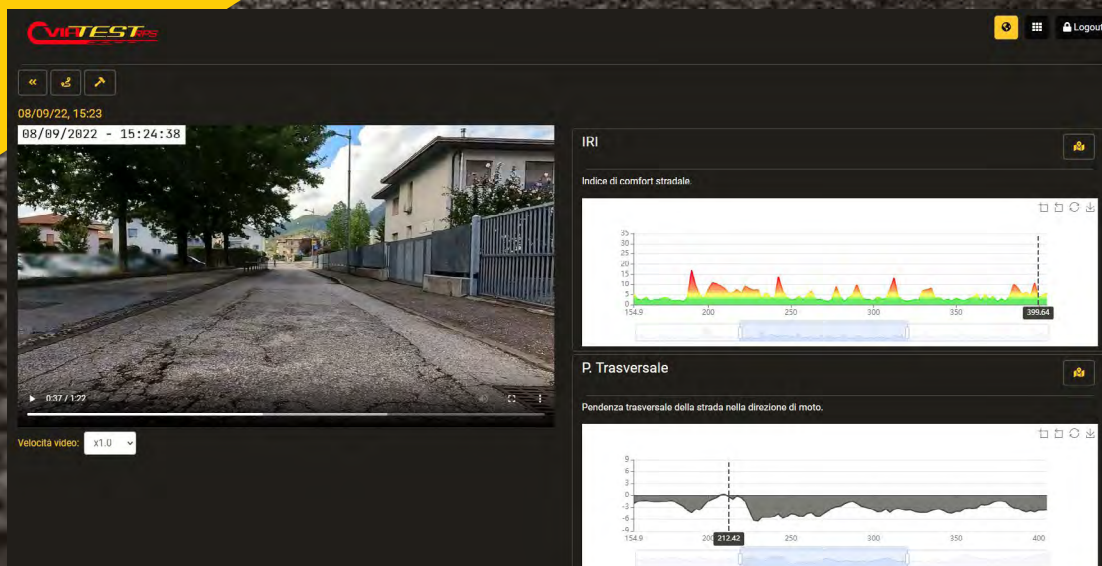 VIATEST APS
Logout
08/09/22, 15:23
08/09/2022 - 15:24:38
0:37 / 1:22
Velocità video:
x1.0
IRI
Indice di comfort stradale.
35
30
25
20
15
10
5
0
154.9
200
250
300
350
399.64
P. Trasversale
Pendenza trasversale della strada nella direzione di moto.
9
6
3
0
-3
-6
-9
154.9
200
212.42
250
300
350
400